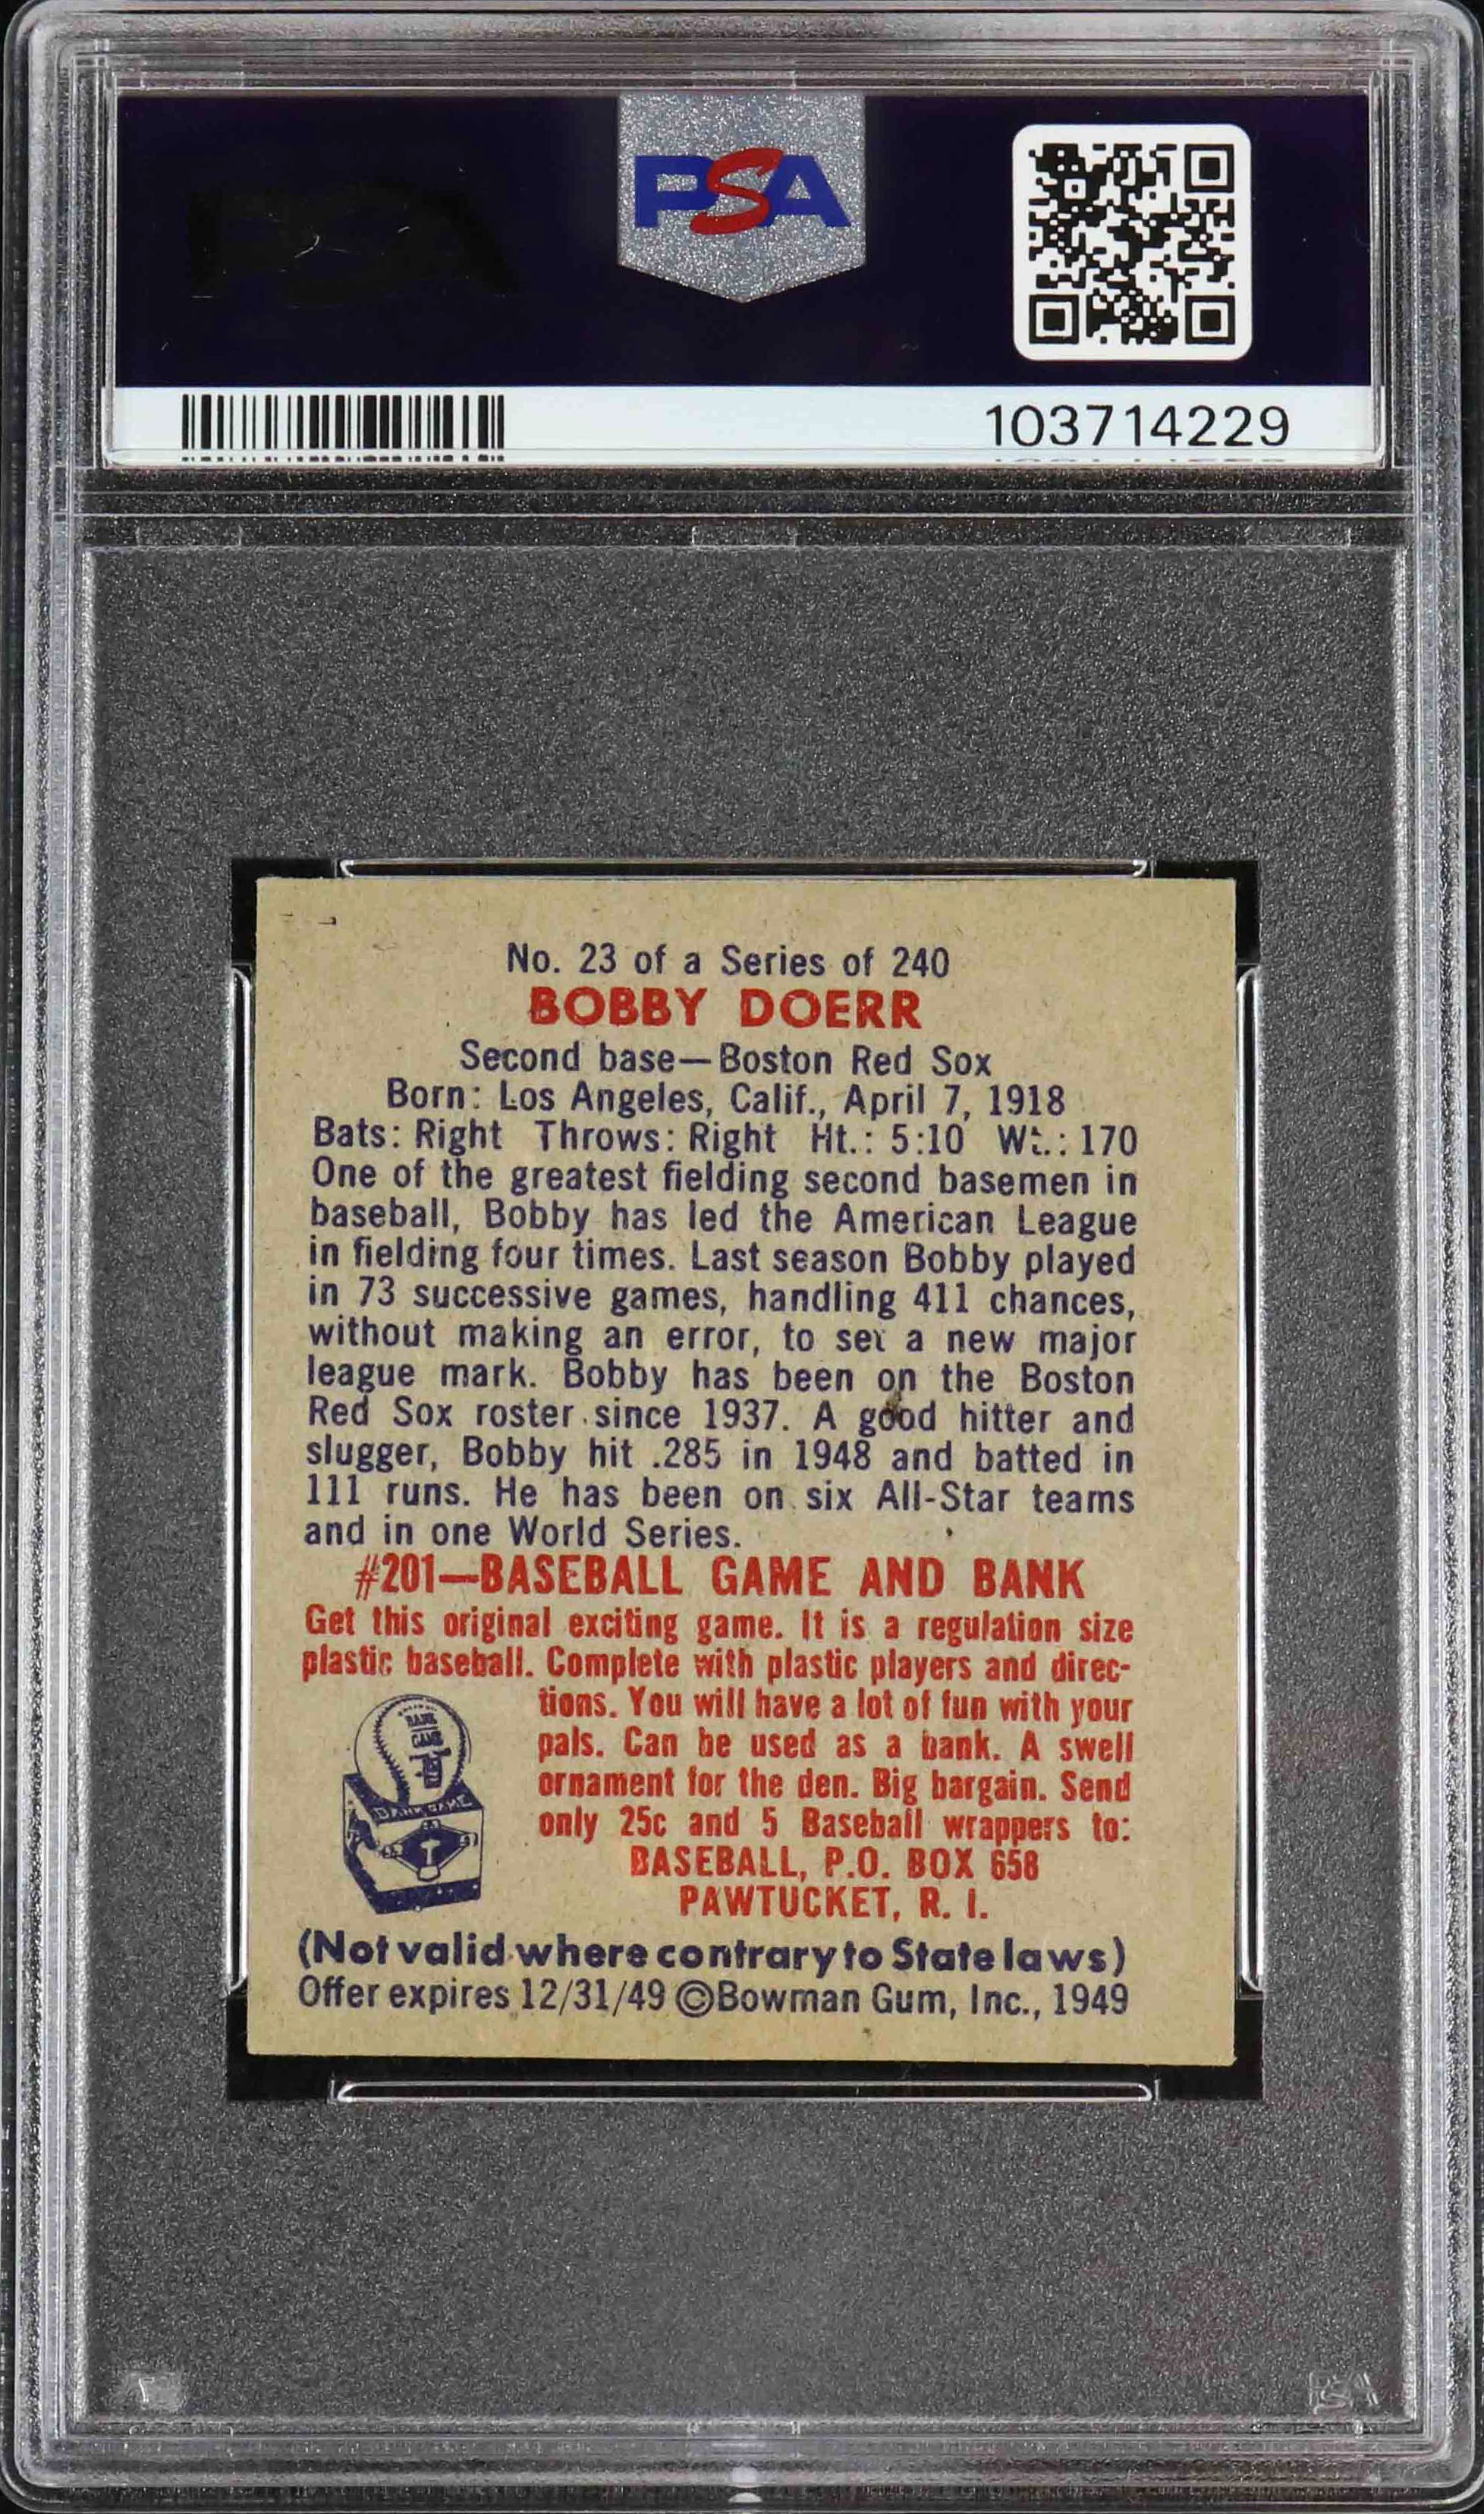 PSA
103714229
No. 23 of a Series of 240
BOBBY DOERR
Second base—Boston Red Sox
Born: Los Angeles, Calif., April 7, 1918
Bats: Right Throws: Right Ht.: 5:10 Wt.: 170
One of the greatest fielding second basemen in
baseball, Bobby has led the American League
in fielding four times. Last season Bobby played
in 73 successive games, handling 411 chances,
without making an error, to set a new major
league mark. Bobby has been on the Boston
Red Sox roster since 1937. A good hitter and
slugger, Bobby hit .285 in 1948 and batted in
111 runs. He has been on six All-Star teams
and in one World Series.
#201—BASEBALL GAME AND BANK
Get this original exciting game. It is a regulation size
plastic baseball. Complete with plastic players and direc-
tions. You will have a lot of fun with your
pals. Can be used as a bank. A swell
ornament for the den. Big bargain. Send
only 25c and 5 Baseball wrappers to:
BASEBALL, P.O. BOX 658
PAWTUCKET, R. I.
BANK
GAME
BANK GAME
(Not valid where contrary to State laws)
Offer expires 12/31/49 ©Bowman Gum, Inc., 1949
PSA